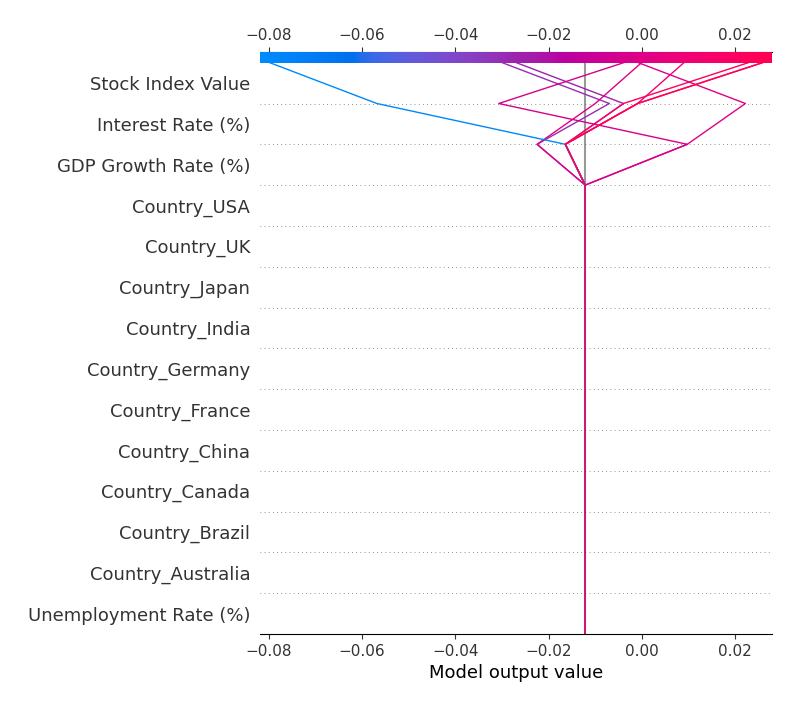 −0.08 −0.06 −0.04 −0.02 0.00 0.02
Stock Index Value
Interest Rate (%)
GDP Growth Rate (%)
Country_USA
Country_UK
Country_Japan
Country_India
Country_Germany
Country_France
Country_China
Country_Canada
Country_Brazil
Country_Australia
Unemployment Rate (%)
−0.08 −0.06 −0.04 −0.02 0.00 0.02
Model output value